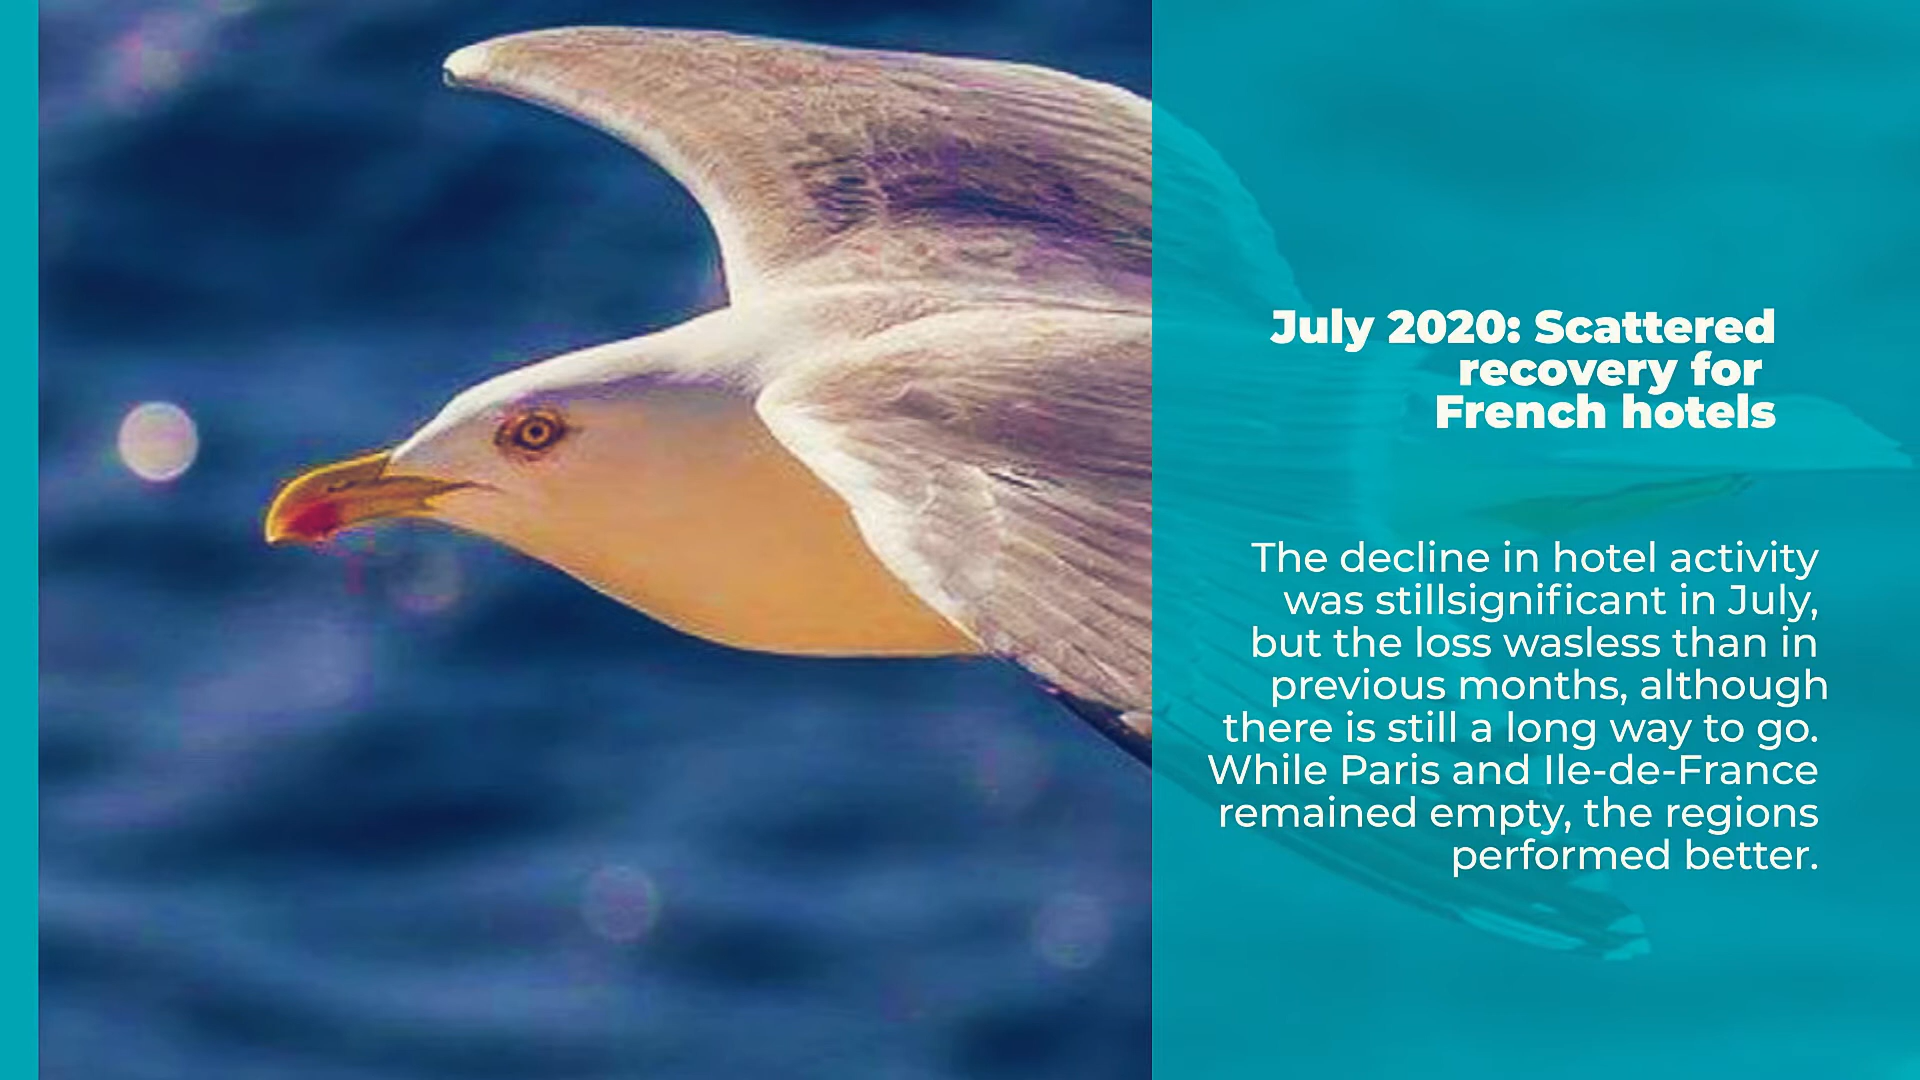 July 2020: Scattered
recovery for
French hotels
The decline in hotel activity
was stillsignificant in July,
but the loss wasless than in
previous months, although
there is still a long way to go.
While Paris and Ile-de-France
remained empty, the regions
performed better.